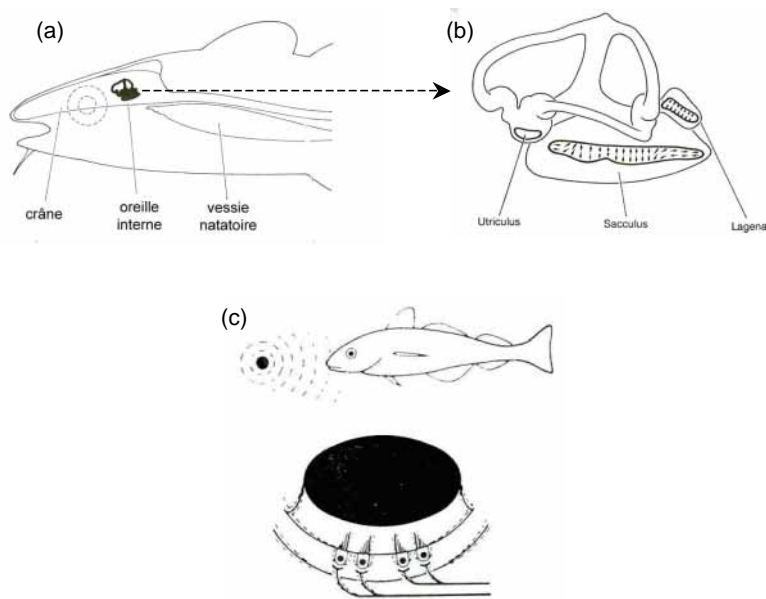 (a)
(b)
crâne
oreille
interne
vessie
natatoire
Utriculus
Sacculus
Lagena
(c)